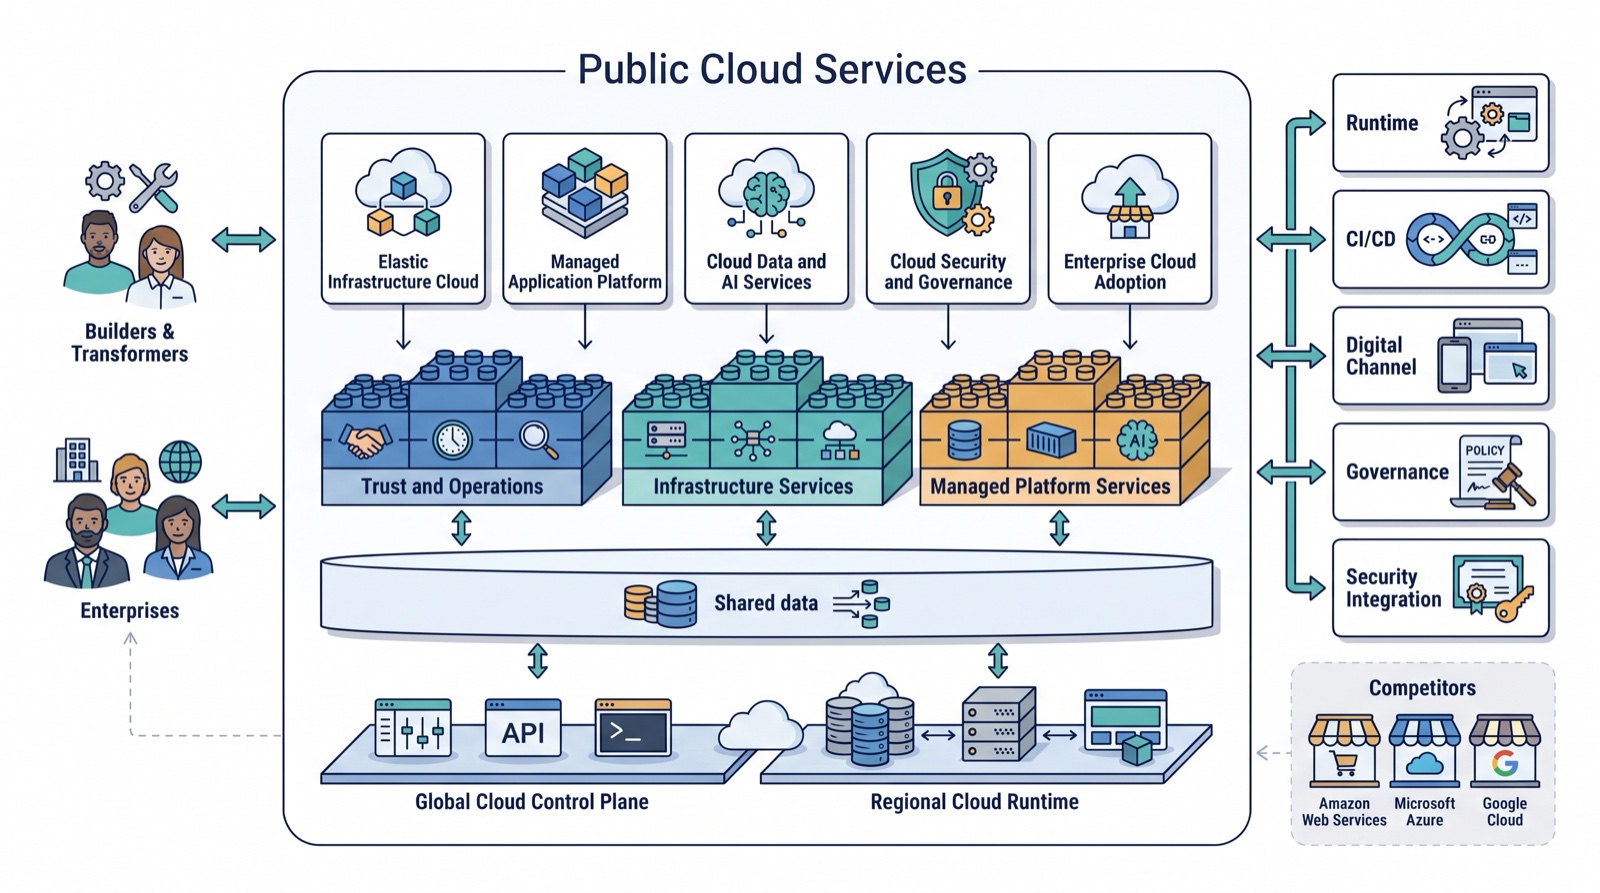 Public Cloud Services
Elastic
Infrastructure Cloud
Managed
Application Platform
Cloud Data and
AI Services
Cloud Security
and Governance
Enterprise Cloud
Adoption
Builders &
Transformers
Enterprises
Trust and Operations
Infrastructure Services
AI
Managed Platform Services
Shared data
API
>_
Global Cloud Control Plane
Regional Cloud Runtime
Runtime
CI/CD
</>
Digital
Channel
Governance
POLICY
Security
Integration
Competitors
Amazon
Web Services
Microsoft
Azure
G
Google
Cloud